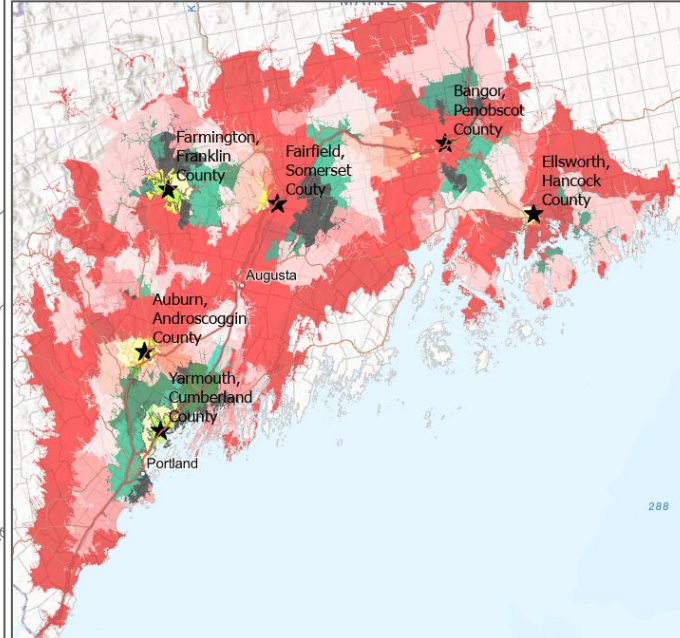 MAINE
Bangor,
Penobscot
County
Farmington,
Franklin
County
Fairfield,
Somerset
Couty
Ellsworth,
Hancock
County
Augusta
Auburn,
Androscoggin
County
Yarmouth,
Cumberland
County
Portland
288